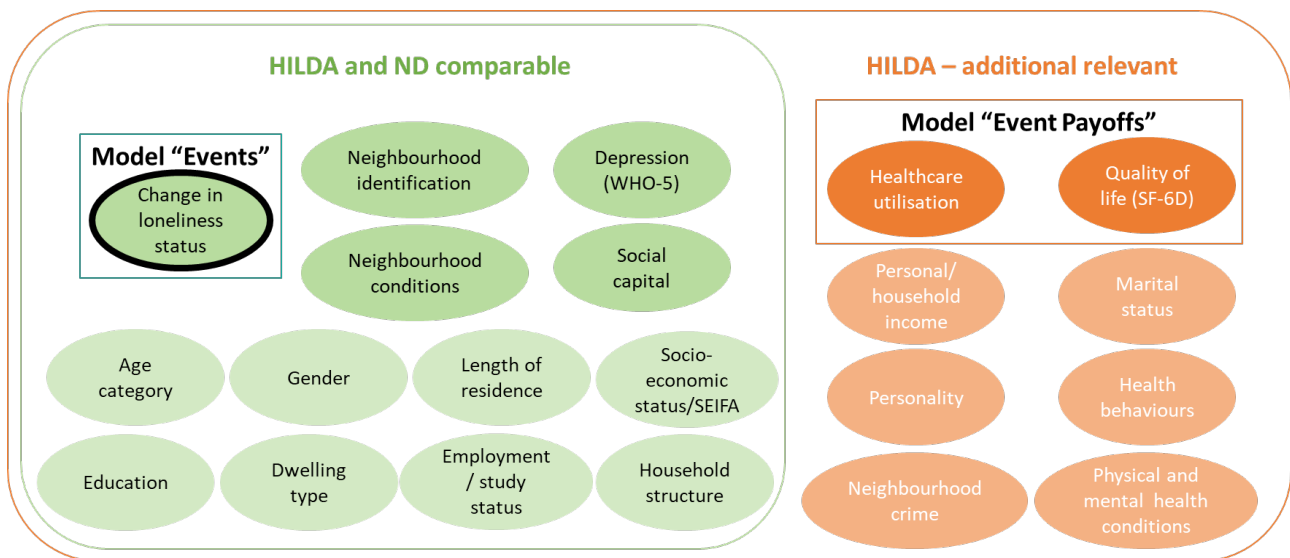 HILDA and ND comparable
Model “Events”
Change in
loneliness
status
Neighbourhood
identification
Depression
(WHO-5)
Neighbourhood
conditions
Social
capital
Age
category
Gender
Length of
residence
Socio-
economic
status/SEIFA
Education
Dwelling
type
Employment
/ study
status
Household
structure
HILDA – additional relevant
Model “Event Payoffs”
Healthcare
utilisation
Quality of
life (SF-6D)
Personal/
household
income
Marital
status
Personality
Health
behaviours
Neighbourhood
crime
Physical and
mental health
conditions